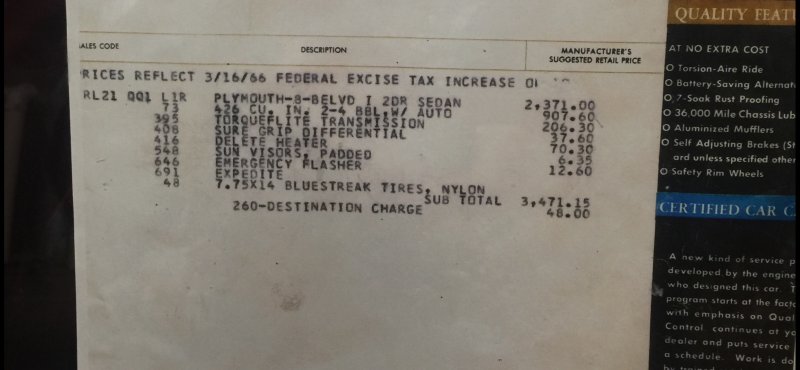 ALES CODE DESCRIPTION MANUFACTURER'S SUGGESTED RETAIL PRICE
RICES REFLECT 3/16/66 FEDERAL EXCISE TAX INCREASE
RL21 001 L1R PLYMOUTH-8-BELVD I 2DR SEDAN 2,371.00
73 426 CU. IN. 2-4 BBL.W/ AUTO 907.60
395 TORQUEFLITE TRANSMISSION 206.30
408 SURE GRIP DIFFERENTIAL 37.60
416 DELETE HEATER 70.30
548 SUN VISORS, PADDED 6.35
646 EMERGENCY FLASHER 12.60
691 EXPEDITE
48 7.75X14 BLUESTREAK TIRES, NYLON
SUB TOTAL 3,471.15
260-DESTINATION CHARGE 48.00
QUALITY FEATU
AT NO EXTRA COST
O Torsion-Aire Ride
O Battery-Saving Alternat
O 7-Soak Rust Proofing
O 36,000 Mile Chassis Lub
O Aluminized Mufflers
O Self Adjusting Brakes (St
ard unless specified other
O Safety Rim Wheels
CERTIFIED CAR C
A new kind of service p
developed by the engine
who designed this car. T
program starts at the facto
with emphasis on Qual
Control. continues at yo
dealer and puts service
a schedule. Work is do